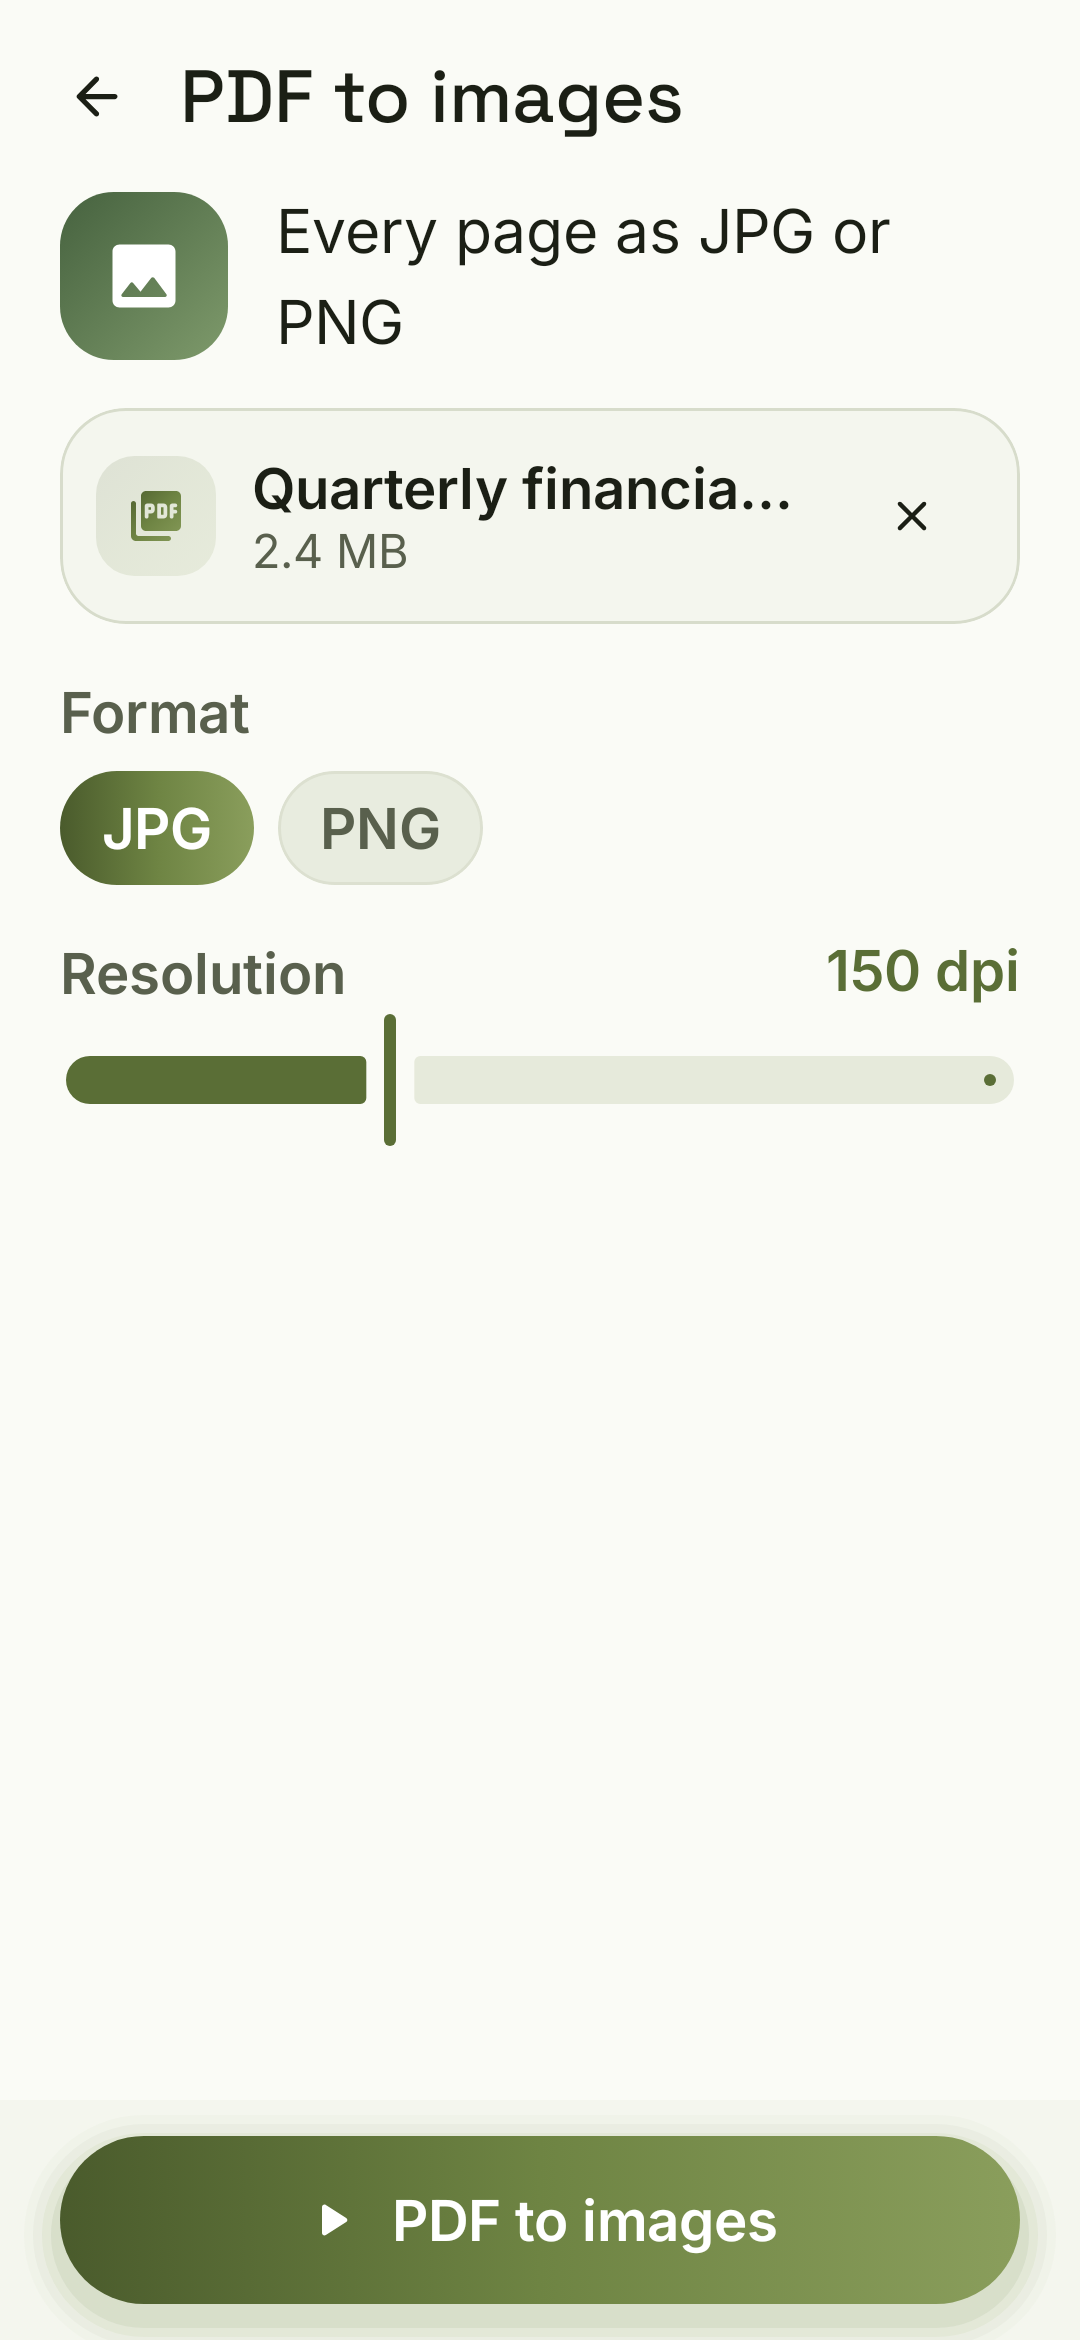 PDF to images
Every page as JPG or
PNG
PDF
Quarterly financia...
2.4 MB
Format
JPG
PNG
Resolution
150 dpi
PDF to images